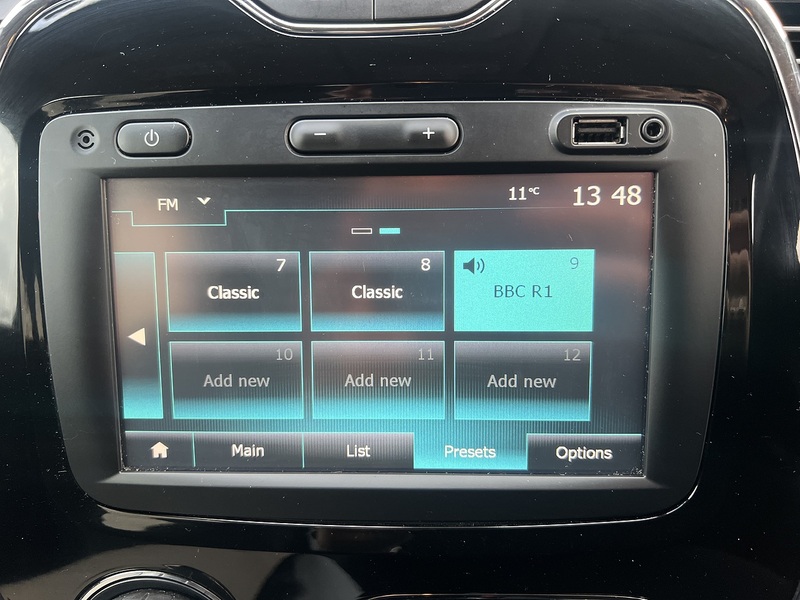 − +
FM 11°C 13 48
7 8 9
Classic Classic BBC R1
10 11 12
Add new Add new Add new
Main List Presets Options